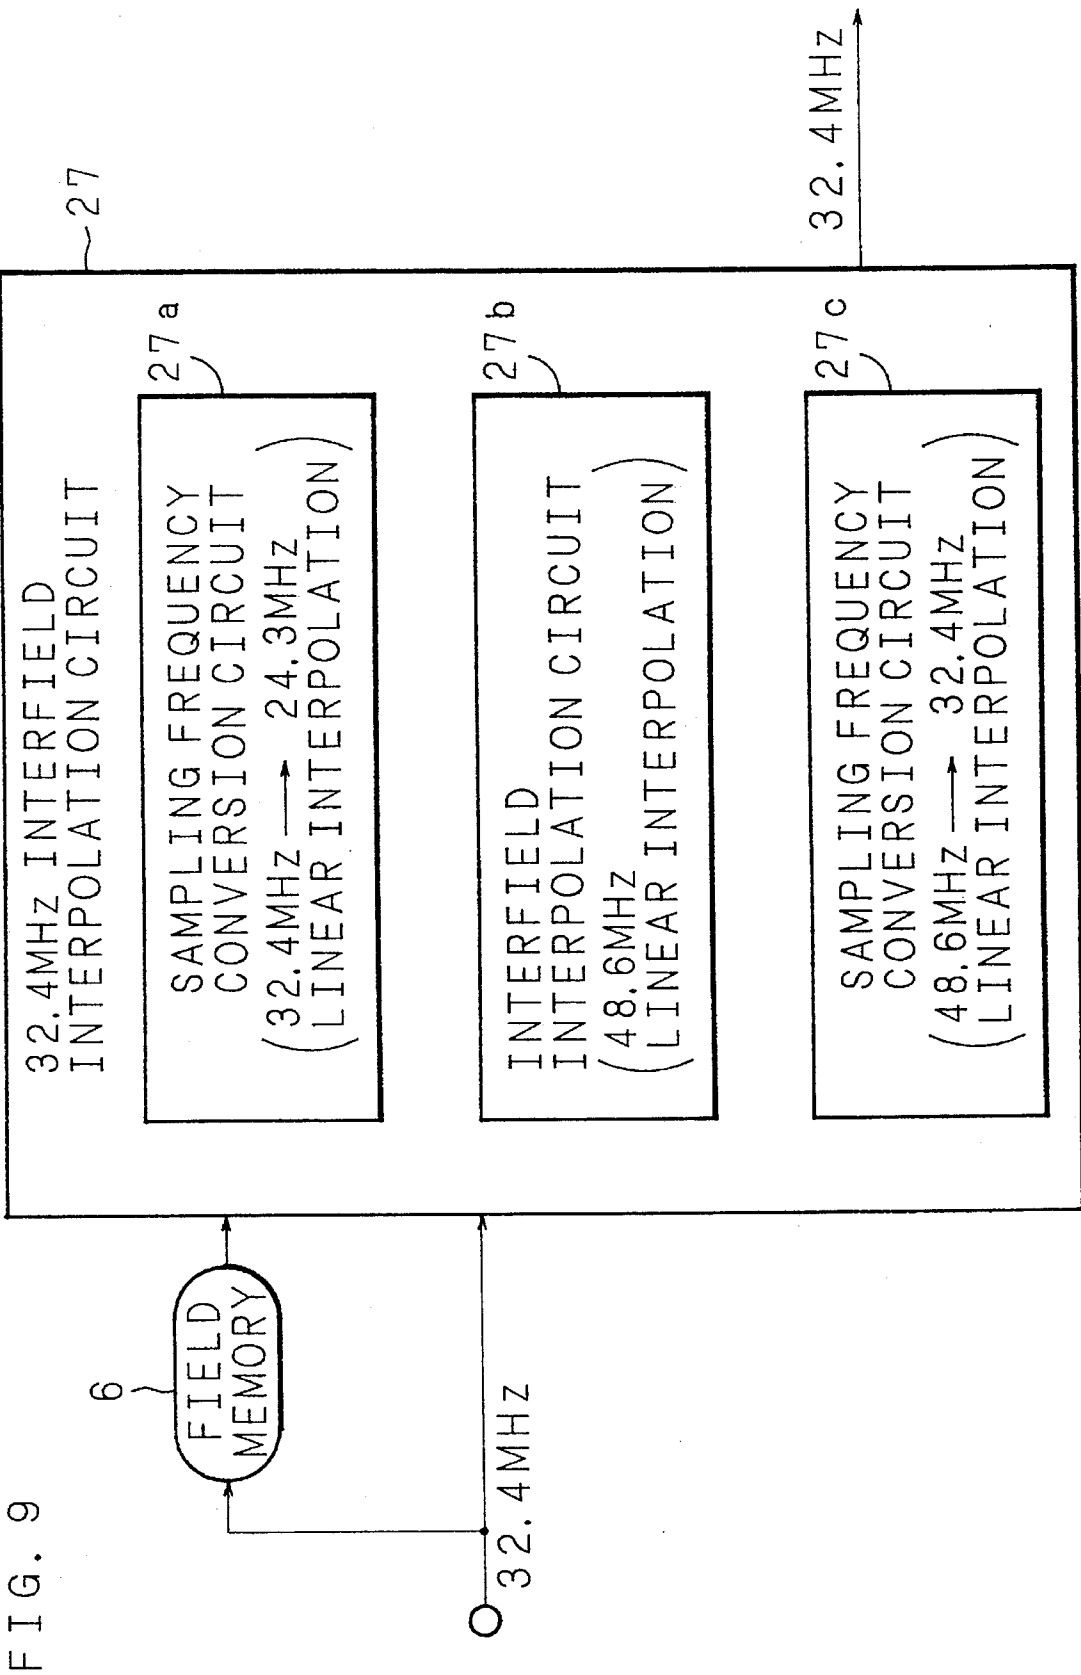 FIG. 9
6
FIELD
MEMORY
32.4MHz
27
32.4MHz INTERFIELD
INTERPOLATION CIRCUIT
27a
SAMPLING FREQUENCY
CONVERSION CIRCUIT
(32.4MHz → 24.3MHz
LINEAR INTERPOLATION)
27b
INTERFIELD
INTERPOLATION CIRCUIT
(48.6MHz
LINEAR INTERPOLATION)
27c
SAMPLING FREQUENCY
CONVERSION CIRCUIT
(48.6MHz → 32.4MHz
LINEAR INTERPOLATION)
32.4MHz